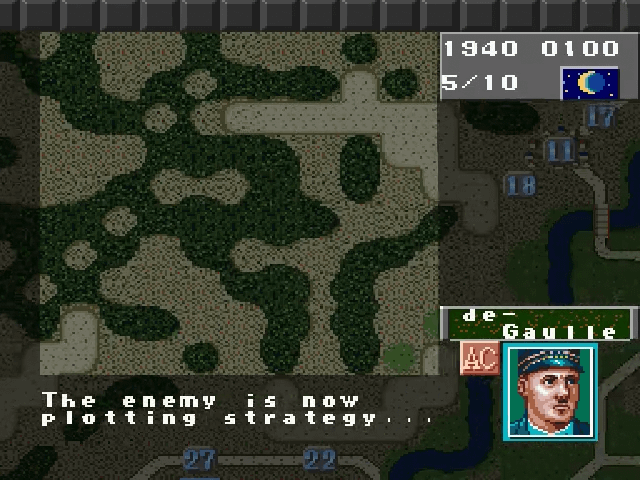 1940 0100
5/10
17
11
18
de-
Gaulle
AC
The enemy is now
plotting strategy...
27 22